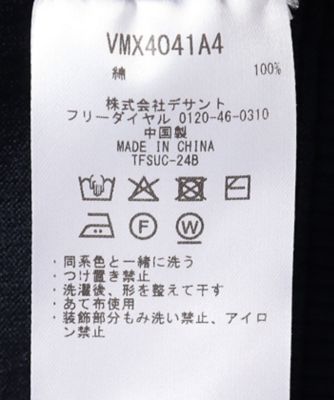 VMX4041A4
綿 100%
株式会社デサント
フリーダイヤル 0120-46-0310
中国製
MADE IN CHINA
TFSUC-24B
F W
・同系色と一緒に洗う
・つけ置き禁止
・洗濯後、形を整えて干す
・あて布使用
・装飾部分もみ洗い禁止、アイロ
ン禁止